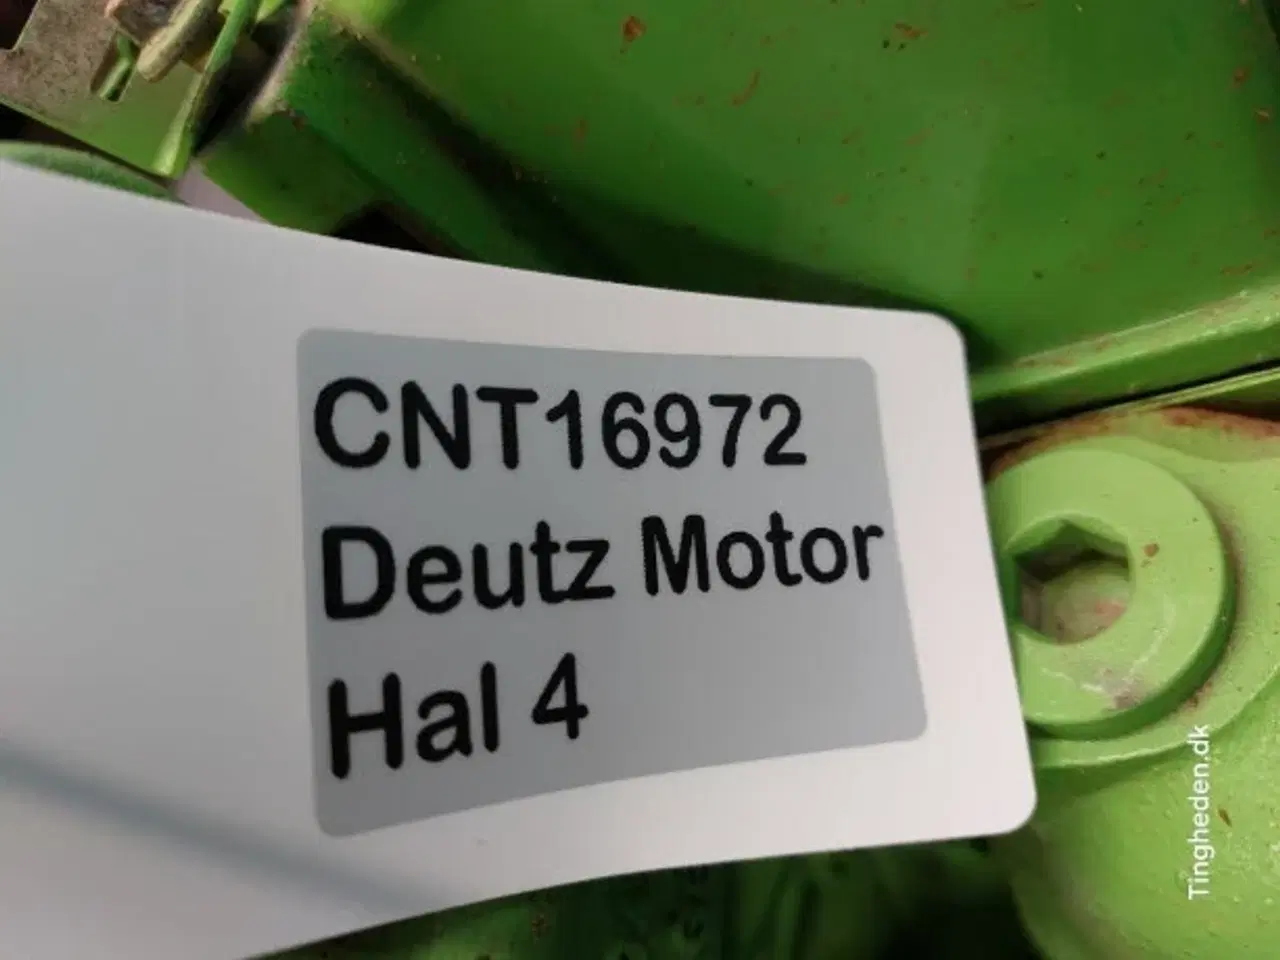 CNT16972
Deutz Motor
Hal 4
Tingheden.dk